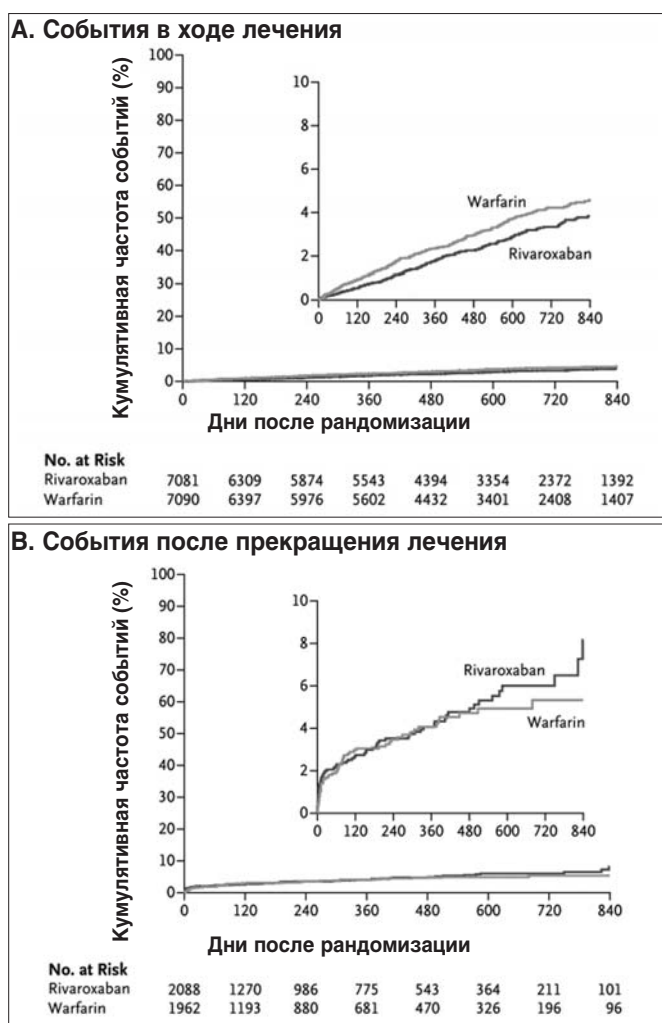 А. События в ходе лечения
Кумулятивная частота событий (%)
100
90
80
70
60
50
40
30
20
10
0
10
8
6
4
2
0
Warfarin
Rivaroxaban
0 120 240 360 480 600 720 840
0 120 240 360 480 600 720 840
Дни после рандомизации
No. at Risk
Rivaroxaban 7081 6309 5874 5543 4394 3354 2372 1392
Warfarin 7090 6397 5976 5602 4432 3401 2408 1407
В. События после прекращения лечения
Кумулятивная частота событий (%)
100
90
80
70
60
50
40
30
20
10
0
10
8
6
4
2
0
Rivaroxaban
Warfarin
0 120 240 360 480 600 720 840
0 120 240 360 480 600 720 840
Дни после рандомизации
No. at Risk
Rivaroxaban 2088 1270 986 775 543 364 211 101
Warfarin 1962 1193 880 681 470 326 196 96